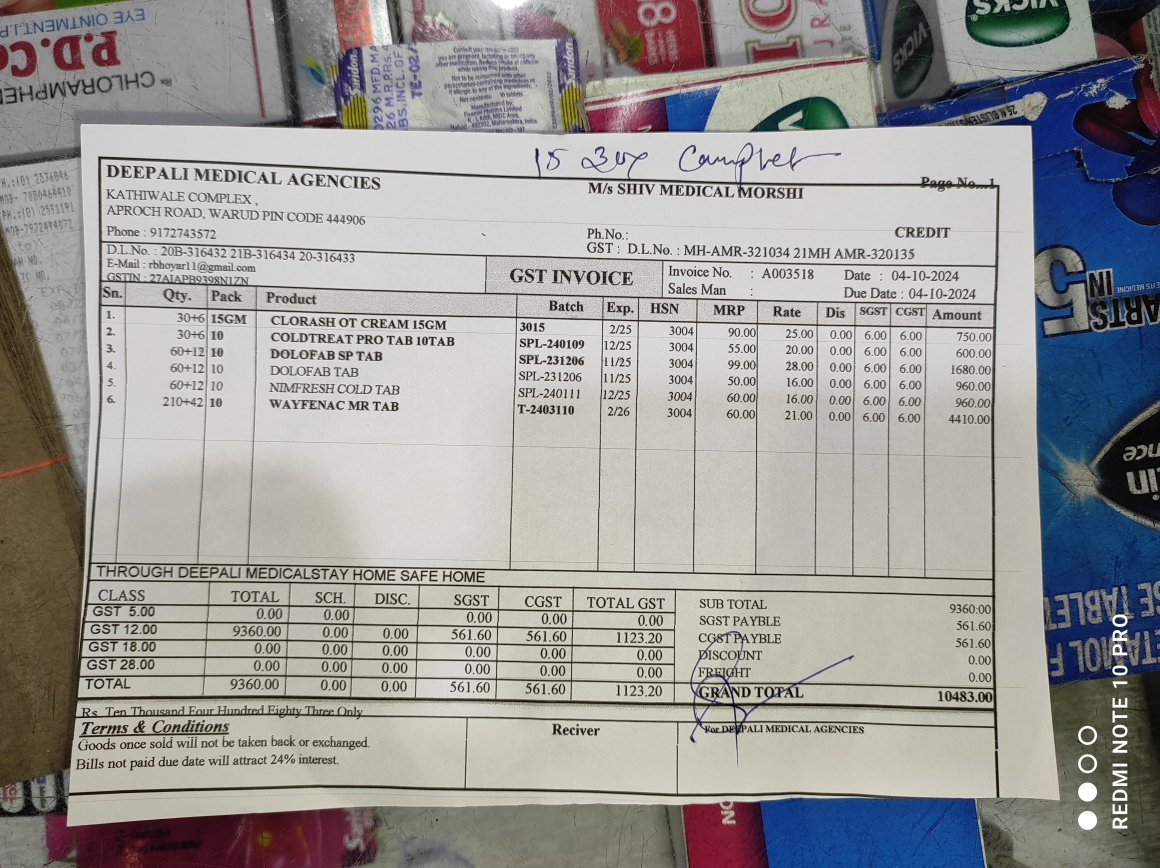 EYE OINTMENT I.P.
P.D.
CHLORAMPHE
Saridon
VICKS
15 Box
Page No...1
DEEPALI MEDICAL AGENCIES
M/s SHIV MEDICAL MORSHI
KATHIWALE COMPLEX ,
APROCH ROAD, WARUD PIN CODE 444906
Phone : 9172743572
Ph.No.:
CREDIT
D.L.No. : 20B-316432 21B-316434 20-316433
GST : D.L.No. : MH-AMR-321034 21MH AMR-320135
E-Mail : rbhoyar11@gmail.com
GSTIN : 27AIAPB9398N1ZN
GST INVOICE
Invoice No. : A003518 Date : 04-10-2024
Sales Man : Due Date : 04-10-2024
Sn. Qty. Pack Product Batch Exp. HSN MRP Rate Dis SGST CGST Amount
1. 30+6 15GM CLORASH OT CREAM 15GM 3015 2/25 3004 90.00 25.00 0.00 6.00 6.00 750.00
2. 30+6 10 COLDTREAT PRO TAB 10TAB SPL-240109 12/25 3004 55.00 20.00 0.00 6.00 6.00 600.00
3. 60+12 10 DOLOFAB SP TAB SPL-231206 11/25 3004 99.00 28.00 0.00 6.00 6.00 1680.00
4. 60+12 10 DOLOFAB TAB SPL-231206 11/25 3004 50.00 16.00 0.00 6.00 6.00 960.00
5. 60+12 10 NIMFRESH COLD TAB SPL-240111 12/25 3004 60.00 16.00 0.00 6.00 6.00 960.00
6. 210+42 10 WAYFENAC MR TAB T-2403110 2/26 3004 60.00 21.00 0.00 6.00 6.00 4410.00
THROUGH DEEPALI MEDICALSTAY HOME SAFE HOME
CLASS TOTAL SCH. DISC. SGST CGST TOTAL GST
GST 5.00 0.00 0.00 0.00 0.00 0.00
GST 12.00 9360.00 0.00 0.00 561.60 561.60 1123.20
GST 18.00 0.00 0.00 0.00 0.00 0.00 0.00
GST 28.00 0.00 0.00 0.00 0.00 0.00 0.00
TOTAL 9360.00 0.00 0.00 561.60 561.60 1123.20
SUB TOTAL 9360.00
SGST PAYBLE 561.60
CGST PAYBLE 561.60
DISCOUNT 0.00
FREIGHT 0.00
GRAND TOTAL 10483.00
Rs. Ten Thousand Four Hundred Eighty Three Only
Terms & Conditions
Goods once sold will not be taken back or exchanged.
Bills not paid due date will attract 24% interest.
Reciver
For DEEPALI MEDICAL AGENCIES
REDMI NOTE 10 PRO